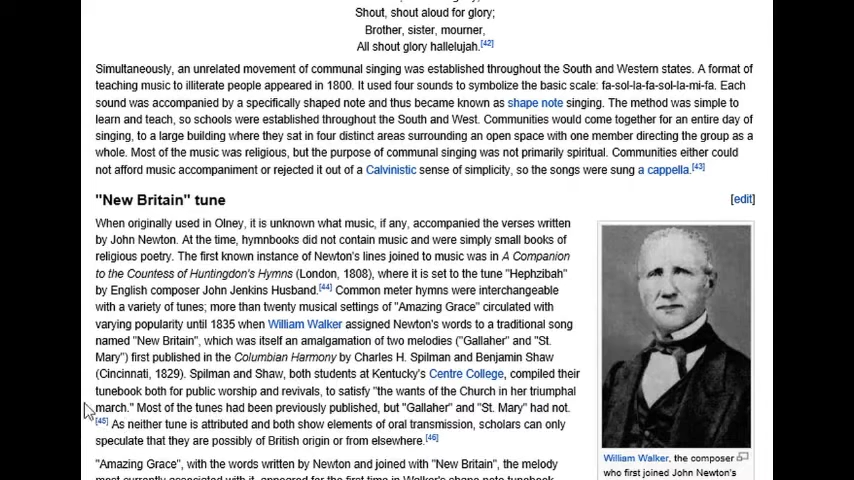 Shout, shout aloud for glory;
Brother, sister, mourner,
All shout glory hallelujah.[42]
Simultaneously, an unrelated movement of communal singing was established throughout the South and Western states. A format of
teaching music to illiterate people appeared in 1800. It used four sounds to symbolize the basic scale: fa-sol-la-fa-sol-la-mi-fa. Each
sound was accompanied by a specifically shaped note and thus became known as shape note singing. The method was simple to
learn and teach, so schools were established throughout the South and West. Communities would come together for an entire day of
singing, to a large building where they sat in four distinct areas surrounding an open space with one member directing the group as a
whole. Most of the music was religious, but the purpose of communal singing was not primarily spiritual. Communities either could
not afford music accompaniment or rejected it out of a Calvinistic sense of simplicity, so the songs were sung a cappella.[43]
"New Britain" tune [edit]
When originally used in Olney, it is unknown what music, if any, accompanied the verses written
by John Newton. At the time, hymnbooks did not contain music and were simply small books of
religious poetry. The first known instance of Newton's lines joined to music was in A Companion
to the Countess of Huntingdon's Hymns (London, 1808), where it is set to the tune "Hephzibah"
by English composer John Jenkins Husband.[44] Common meter hymns were interchangeable
with a variety of tunes; more than twenty musical settings of "Amazing Grace" circulated with
varying popularity until 1835 when William Walker assigned Newton's words to a traditional song
named "New Britain", which was itself an amalgamation of two melodies ("Gallaher" and "St.
Mary") first published in the Columbian Harmony by Charles H. Spilman and Benjamin Shaw
(Cincinnati, 1829). Spilman and Shaw, both students at Kentucky's Centre College, compiled their
tunebook both for public worship and revivals, to satisfy "the wants of the Church in her triumphal
march." Most of the tunes had been previously published, but "Gallaher" and "St. Mary" had not.
[45] As neither tune is attributed and both show elements of oral transmission, scholars can only
speculate that they are possibly of British origin or from elsewhere.[46]
"Amazing Grace", with the words written by Newton and joined with "New Britain", the melody
most currently associated with it, appeared for the first time in Walker's shape note tunebook
William Walker, the composer
who first joined John Newton's